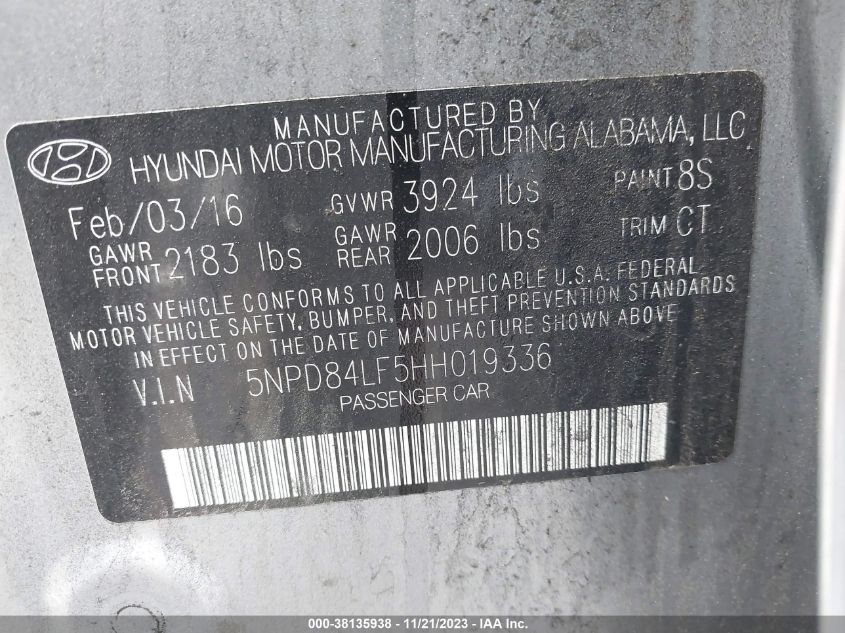 MANUFACTURED BY
HYUNDAI MOTOR MANUFACTURING ALABAMA, LLC
Feb/03/16 GVWR 3924 lbs PAINT 8S
GAWR FRONT 2183 lbs GAWR REAR 2006 lbs TRIM CT
THIS VEHICLE CONFORMS TO ALL APPLICABLE U.S.A. FEDERAL
MOTOR VEHICLE SAFETY, BUMPER, AND THEFT PREVENTION STANDARDS
IN EFFECT ON THE DATE OF MANUFACTURE SHOWN ABOVE
V.I.N 5NPD84LF5HH019336
PASSENGER CAR
000-38135938 - 11/21/2023 - IAA Inc.